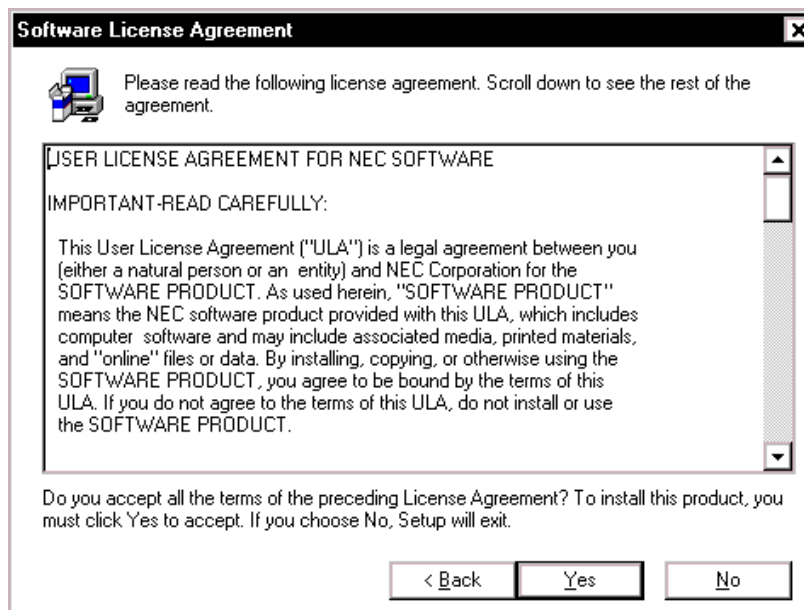 Software License Agreement
Please read the following license agreement. Scroll down to see the rest of the
agreement.
USER LICENSE AGREEMENT FOR NEC SOFTWARE
IMPORTANT-READ CAREFULLY:
This User License Agreement ("ULA") is a legal agreement between you
(either a natural person or an  entity) and NEC Corporation for the
SOFTWARE PRODUCT. As used herein, "SOFTWARE PRODUCT"
means the NEC software product provided with this ULA, which includes
computer  software and may include associated media, printed materials,
and "online" files or data. By installing, copying, or otherwise using the
SOFTWARE PRODUCT, you agree to be bound by the terms of this
ULA. If you do not agree to the terms of this ULA, do not install or use
the SOFTWARE PRODUCT.
Do you accept all the terms of the preceding License Agreement? To install this product, you
must click Yes to accept. If you choose No, Setup will exit.
< Back Yes No